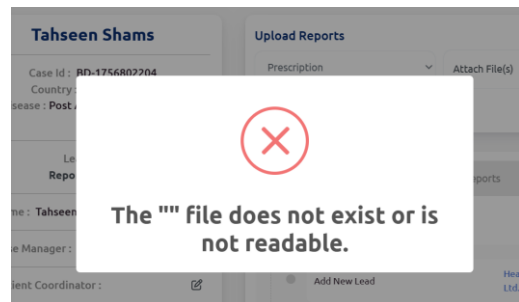 Tahseen Shams
Upload Reports
Case Id : BD-1756802204
Prescription
Attach File(s)
Country :
sease : Post
Le
Repo
eports
The "" file does not exist or is
not readable.
me : Tahseen
se Manager :
ient Coordinator :
Add New Lead
Hea
Ltd.